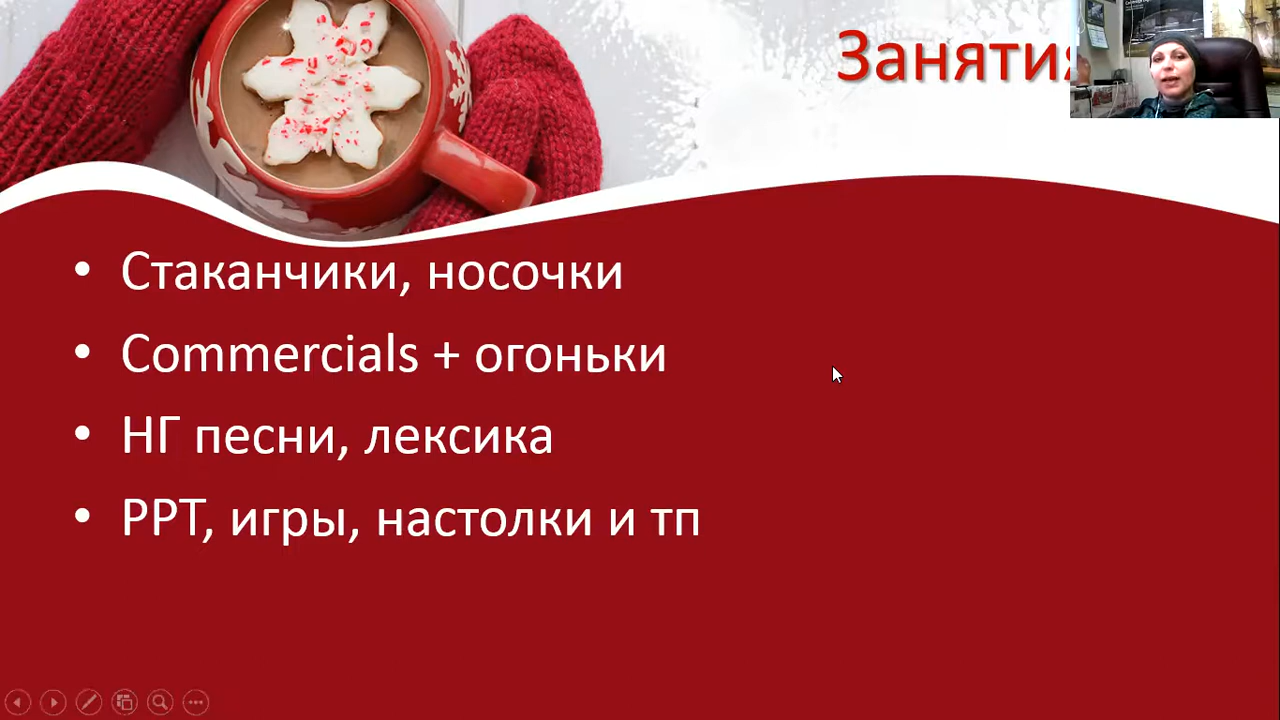 Занятия
Стаканчики, носочки
Commercials + огоньки
НГ песни, лексика
PPT, игры, настолки и тп